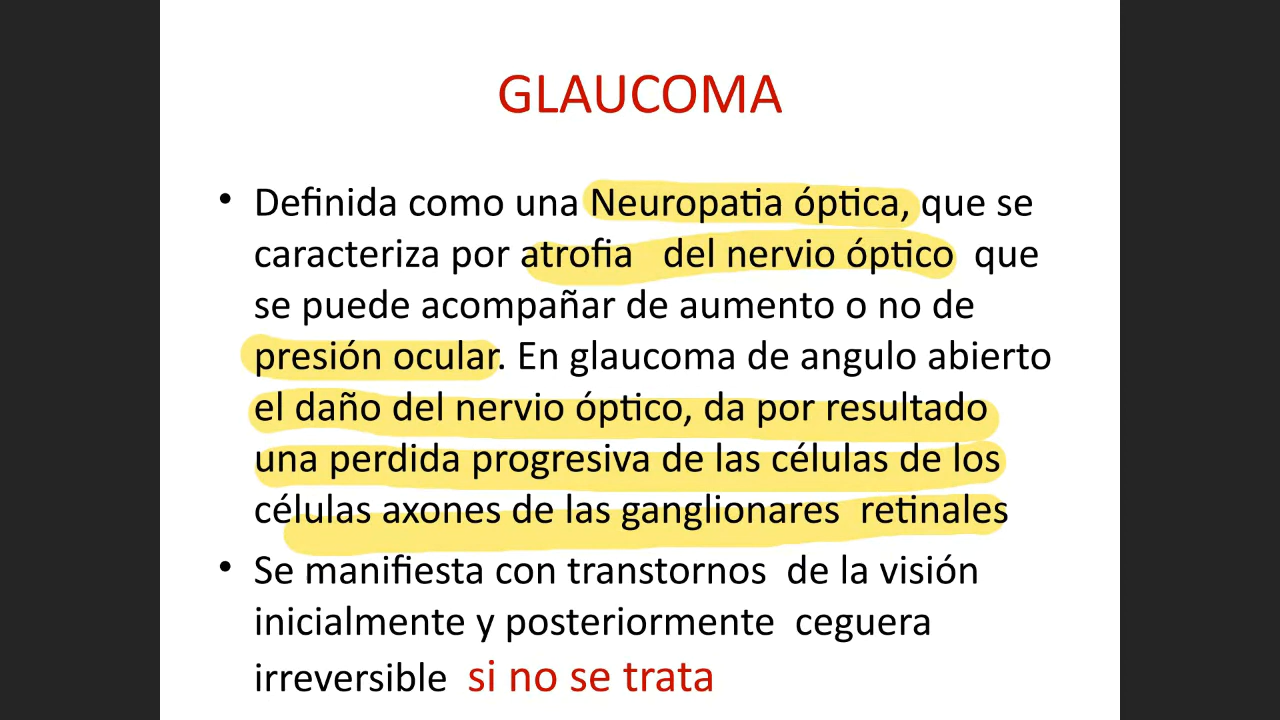 GLAUCOMA
• Definida como una Neuropatia óptica, que se
caracteriza por atrofia del nervio óptico que
se puede acompañar de aumento o no de
presión ocular. En glaucoma de angulo abierto
el daño del nervio óptico, da por resultado
una perdida progresiva de las células de los
células axones de las ganglionares retinales
• Se manifiesta con transtornos de la visión
inicialmente y posteriormente ceguera
irreversible si no se trata